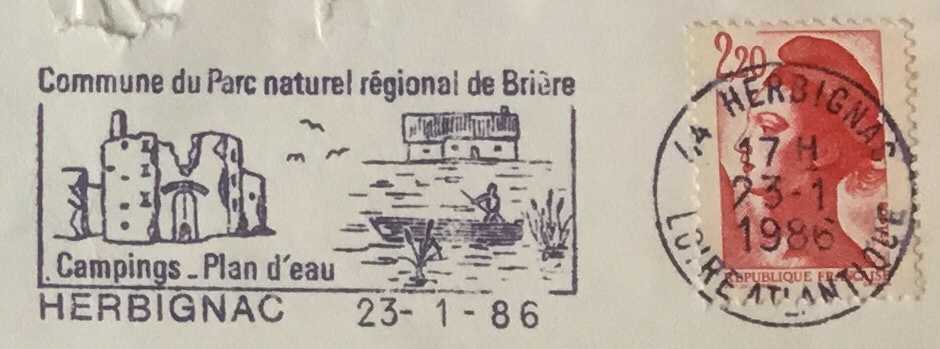 Commune du Parc naturel régional de Brière
Campings - Plan d'eau
HERBIGNAC 23-1-86
2,20
HERBIGNAC
17 H
23-1
1986
LOIRE ATLANTIQUE
REPUBLIQUE FRANÇAISE